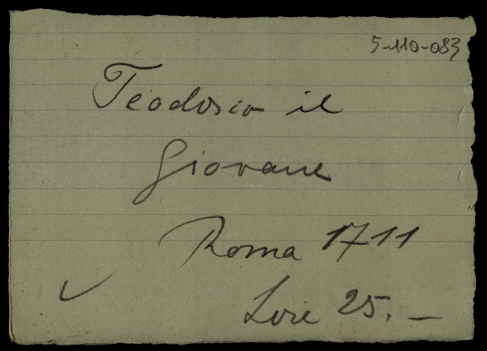 5-110-083
Teodosio il
Giovane
Roma 1711
Lire 25.—